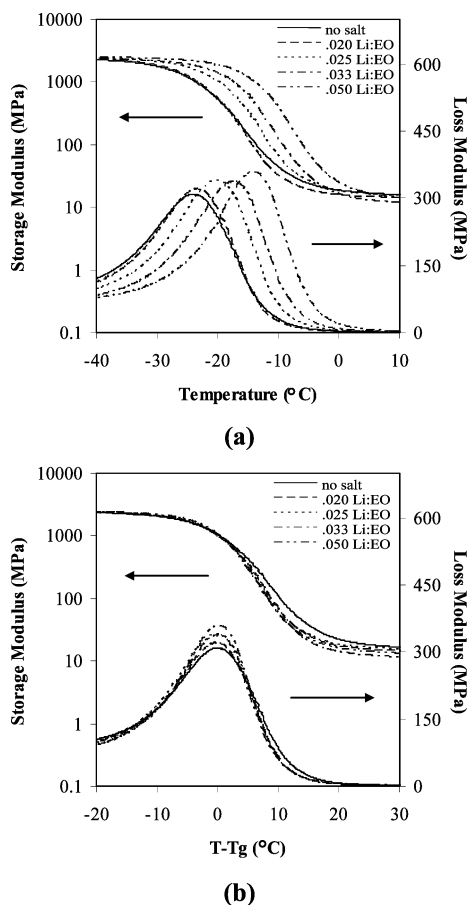 no salt
.020 Li:EO
.025 Li:EO
.033 Li:EO
.050 Li:EO
Storage Modulus (MPa)
10000
1000
100
10
1
0.1
Loss Modulus (MPa)
600
450
300
150
0
-40 -30 -20 -10 0 10
Temperature (°C)
(a)
no salt
.020 Li:EO
.025 Li:EO
.033 Li:EO
.050 Li:EO
Storage Modulus (MPa)
10000
1000
100
10
1
0.1
Loss Modulus (MPa)
600
450
300
150
0
-20 -10 0 10 20 30
T-Tg (°C)
(b)